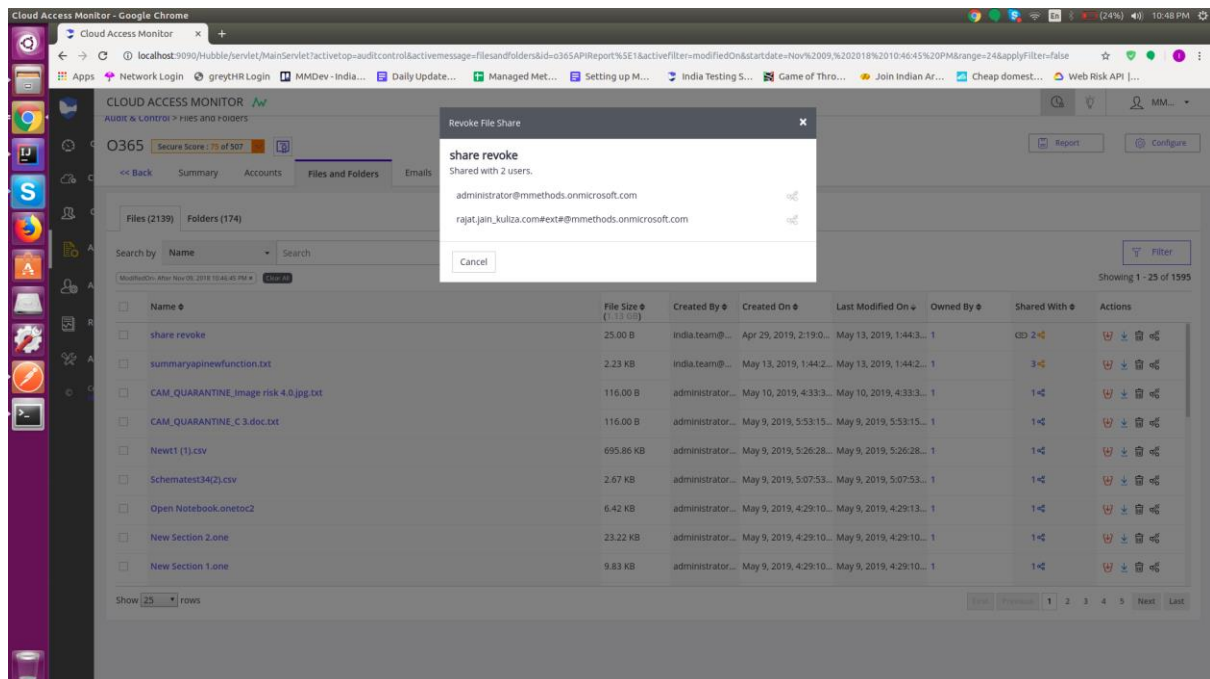 Cloud Access Monitor - Google Chrome
En (24%) 10:48 PM
Cloud Access Monitor × +
localhost:9090/Hubble/servlet/MainServlet?activetop=auditcontrol&activemessage=filesandfolders&id=o365APIReport%5E1&activefilter=modifiedOn&startdate=Nov%2009,%202018%2010:46:45%20PM&range=24&applyFilter=false
Apps Network Login greytHR Login MMDev - India... Daily Update... Managed Met... Setting up M... India Testing S... Game of Thro... Join Indian Ar... Cheap domest... Web Risk API |...
CLOUD ACCESS MONITOR MM...
Audit & Control > Files and Folders
Revoke File Share ×
O365 Secure Score : 75 of 507 Report Configure
share revoke
Shared with 2 users.
<< Back Summary Accounts Files and Folders Emails
administrator@mmethods.onmicrosoft.com
rajat.jain_kuliza.com#ext#@mmethods.onmicrosoft.com
Files (2139) Folders (174)
Cancel
Search by Name Search Filter
ModifiedOn: After Nov 09, 2018 10:46:45 PM × Clear All Showing 1 - 25 of 1595
Name File Size Created By Created On Last Modified On Owned By Shared With Actions
(1.13 GB)
share revoke 25.00 B india.team@... Apr 29, 2019, 2:19:0... May 13, 2019, 1:44:3... 1 2
summaryapinewfunction.txt 2.23 KB india.team@... May 13, 2019, 1:44:2... May 13, 2019, 1:44:2... 1 3
CAM_QUARANTINE_Image risk 4.0.jpg.txt 116.00 B administrator... May 10, 2019, 4:33:3... May 10, 2019, 4:33:3... 1 1
CAM_QUARANTINE_C 3.doc.txt 116.00 B administrator... May 9, 2019, 5:53:15... May 9, 2019, 5:53:15... 1 1
Newt1 (1).csv 695.86 KB administrator... May 9, 2019, 5:26:28... May 9, 2019, 5:26:28... 1 1
Schematest34(2).csv 2.67 KB administrator... May 9, 2019, 5:07:53... May 9, 2019, 5:07:53... 1 1
Open Notebook.onetoc2 6.42 KB administrator... May 9, 2019, 4:29:10... May 9, 2019, 4:29:13... 1 1
New Section 2.one 23.22 KB administrator... May 9, 2019, 4:29:10... May 9, 2019, 4:29:10... 1 1
New Section 1.one 9.83 KB administrator... May 9, 2019, 4:29:10... May 9, 2019, 4:29:10... 1 1
Show 25 rows First Previous 1 2 3 4 5 Next Last